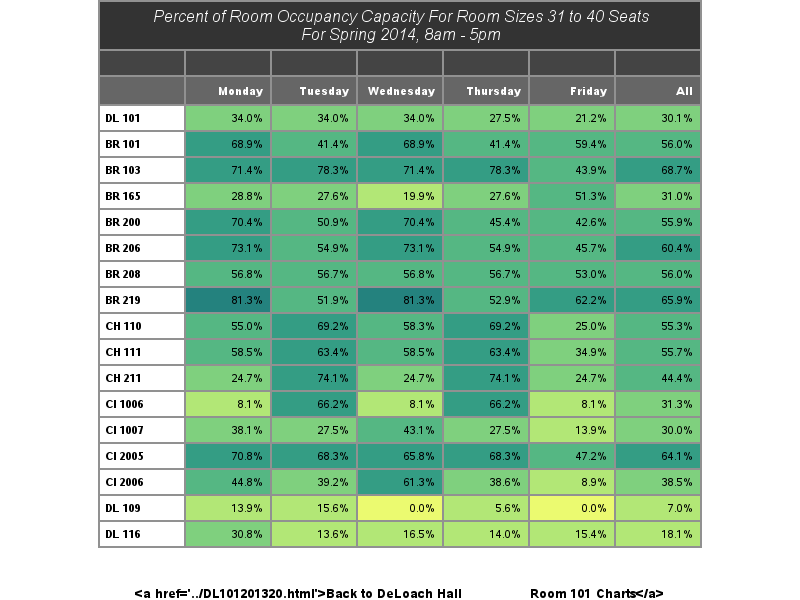 Percent of Room Occupancy Capacity For Room Sizes 31 to 40 Seats
For Spring 2014, 8am - 5pm
Monday Tuesday Wednesday Thursday Friday All
DL 101 34.0% 34.0% 34.0% 27.5% 21.2% 30.1%
BR 101 68.9% 41.4% 68.9% 41.4% 59.4% 56.0%
BR 103 71.4% 78.3% 71.4% 78.3% 43.9% 68.7%
BR 165 28.8% 27.6% 19.9% 27.6% 51.3% 31.0%
BR 200 70.4% 50.9% 70.4% 45.4% 42.6% 55.9%
BR 206 73.1% 54.9% 73.1% 54.9% 45.7% 60.4%
BR 208 56.8% 56.7% 56.8% 56.7% 53.0% 56.0%
BR 219 81.3% 51.9% 81.3% 52.9% 62.2% 65.9%
CH 110 55.0% 69.2% 58.3% 69.2% 25.0% 55.3%
CH 111 58.5% 63.4% 58.5% 63.4% 34.9% 55.7%
CH 211 24.7% 74.1% 24.7% 74.1% 24.7% 44.4%
CI 1006 8.1% 66.2% 8.1% 66.2% 8.1% 31.3%
CI 1007 38.1% 27.5% 43.1% 27.5% 13.9% 30.0%
CI 2005 70.8% 68.3% 65.8% 68.3% 47.2% 64.1%
CI 2006 44.8% 39.2% 61.3% 38.6% 8.9% 38.5%
DL 109 13.9% 15.6% 0.0% 5.6% 0.0% 7.0%
DL 116 30.8% 13.6% 16.5% 14.0% 15.4% 18.1%
<a href='../DL101201320.html'>Back to DeLoach Hall Room 101 Charts</a>